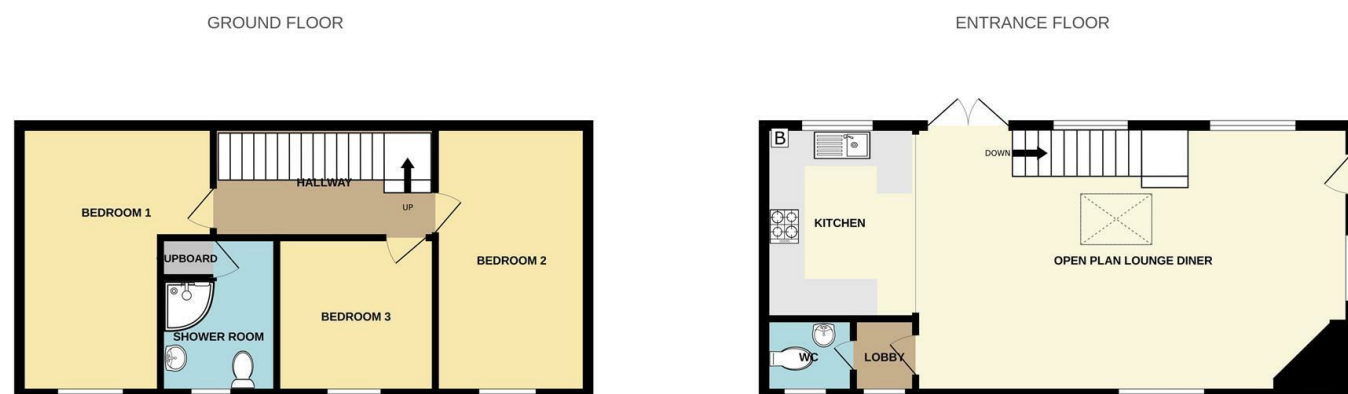 GROUND FLOOR
HALLWAY
UP
BEDROOM 1
CUPBOARD
BEDROOM 2
BEDROOM 3
SHOWER ROOM
ENTRANCE FLOOR
B
DOWN
KITCHEN
OPEN PLAN LOUNGE DINER
WC
LOBBY